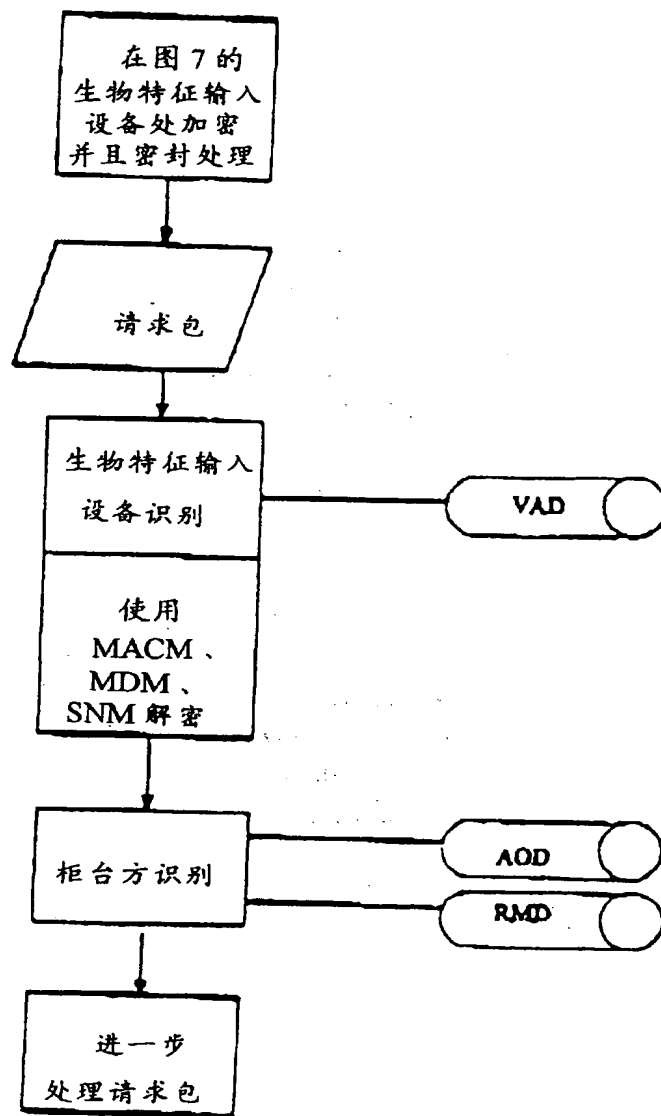 在图7的
生物特征输入
设备处加密
并且密封处理
请求包
生物特征输入
设备识别
VAD
使用
MACM、
MDM、
SNM解密
柜台方识别
AOD
RMD
进一步
处理请求包